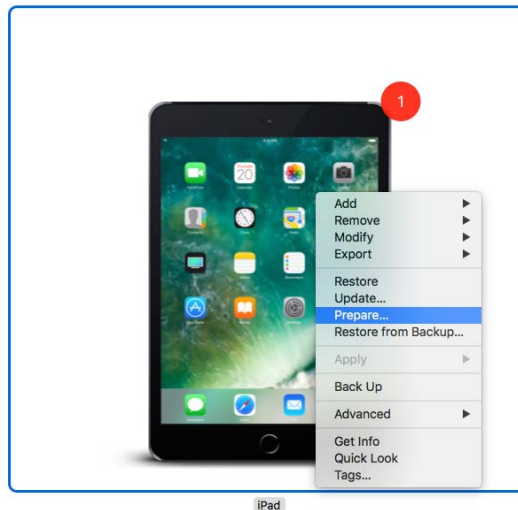 1
20
Add
Remove
Modify
Export
Restore
Update...
Prepare...
Restore from Backup...
Apply
Back Up
Advanced
Get Info
Quick Look
Tags...
iPad